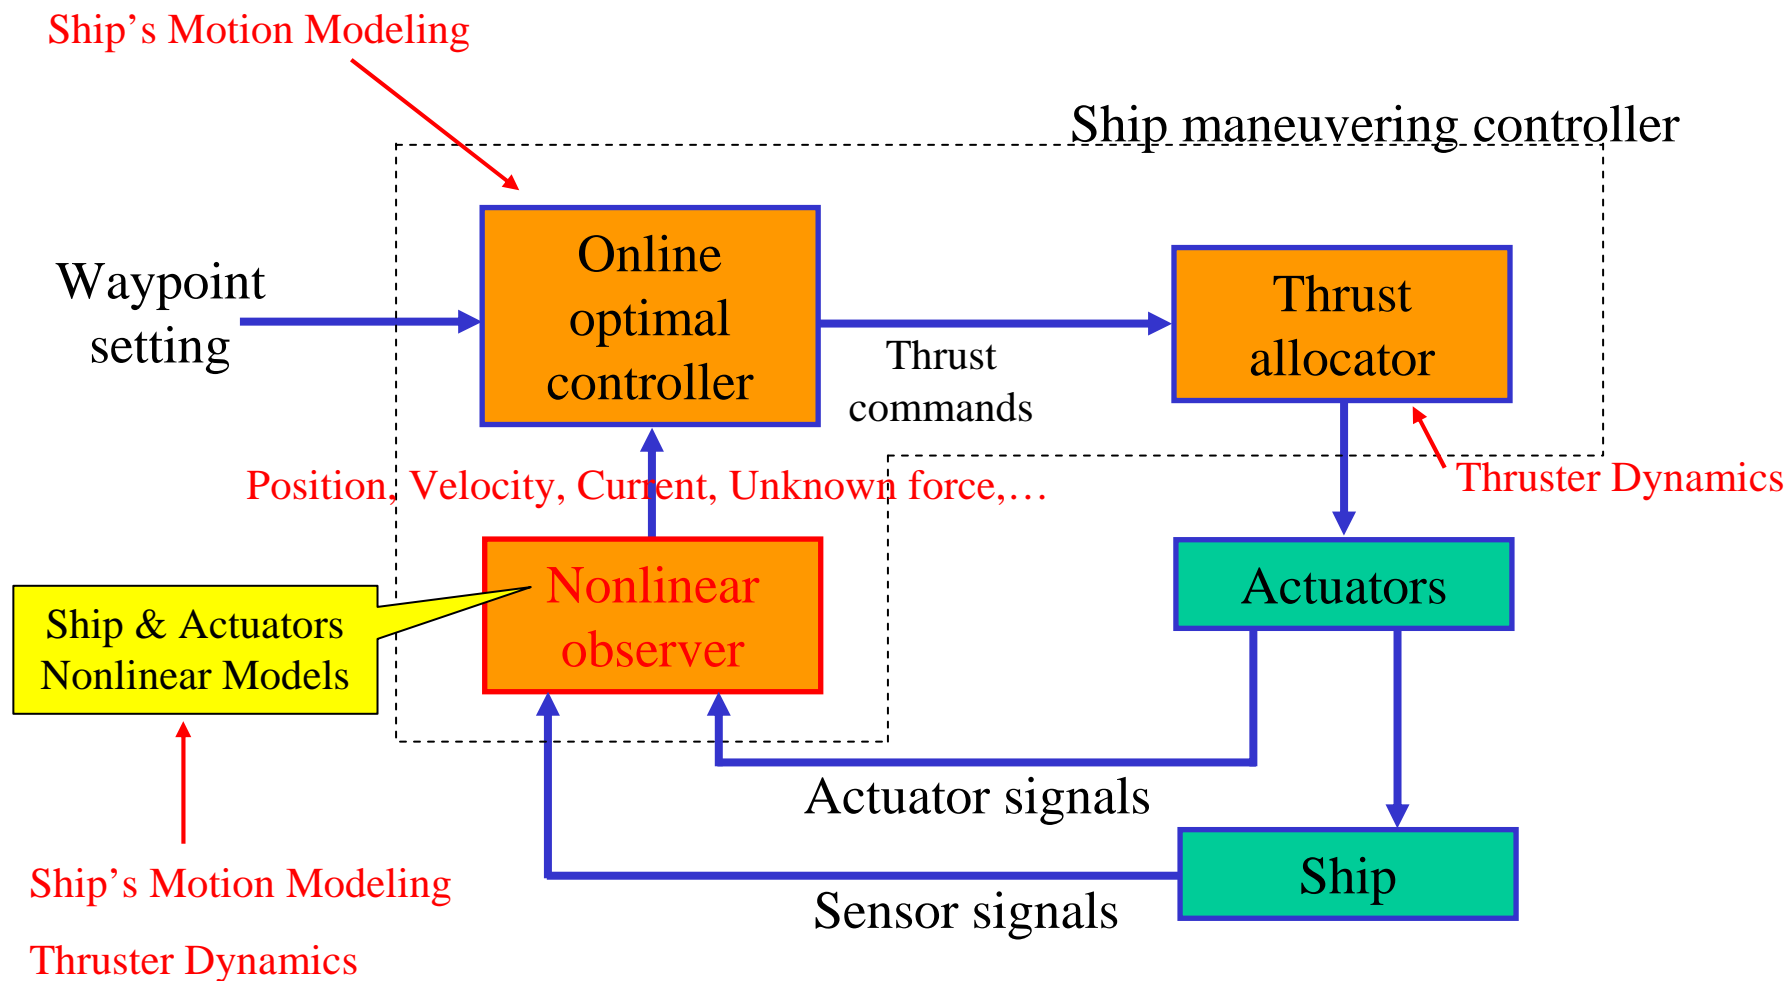 Ship’s Motion Modeling
Ship maneuvering controller
Waypoint
setting
Online
optimal
controller
Thrust
commands
Thrust
allocator
Position, Velocity, Current, Unknown force,…
Thruster Dynamics
Ship & Actuators
Nonlinear Models
Nonlinear
observer
Actuators
Actuator signals
Ship
Sensor signals
Ship’s Motion Modeling
Thruster Dynamics